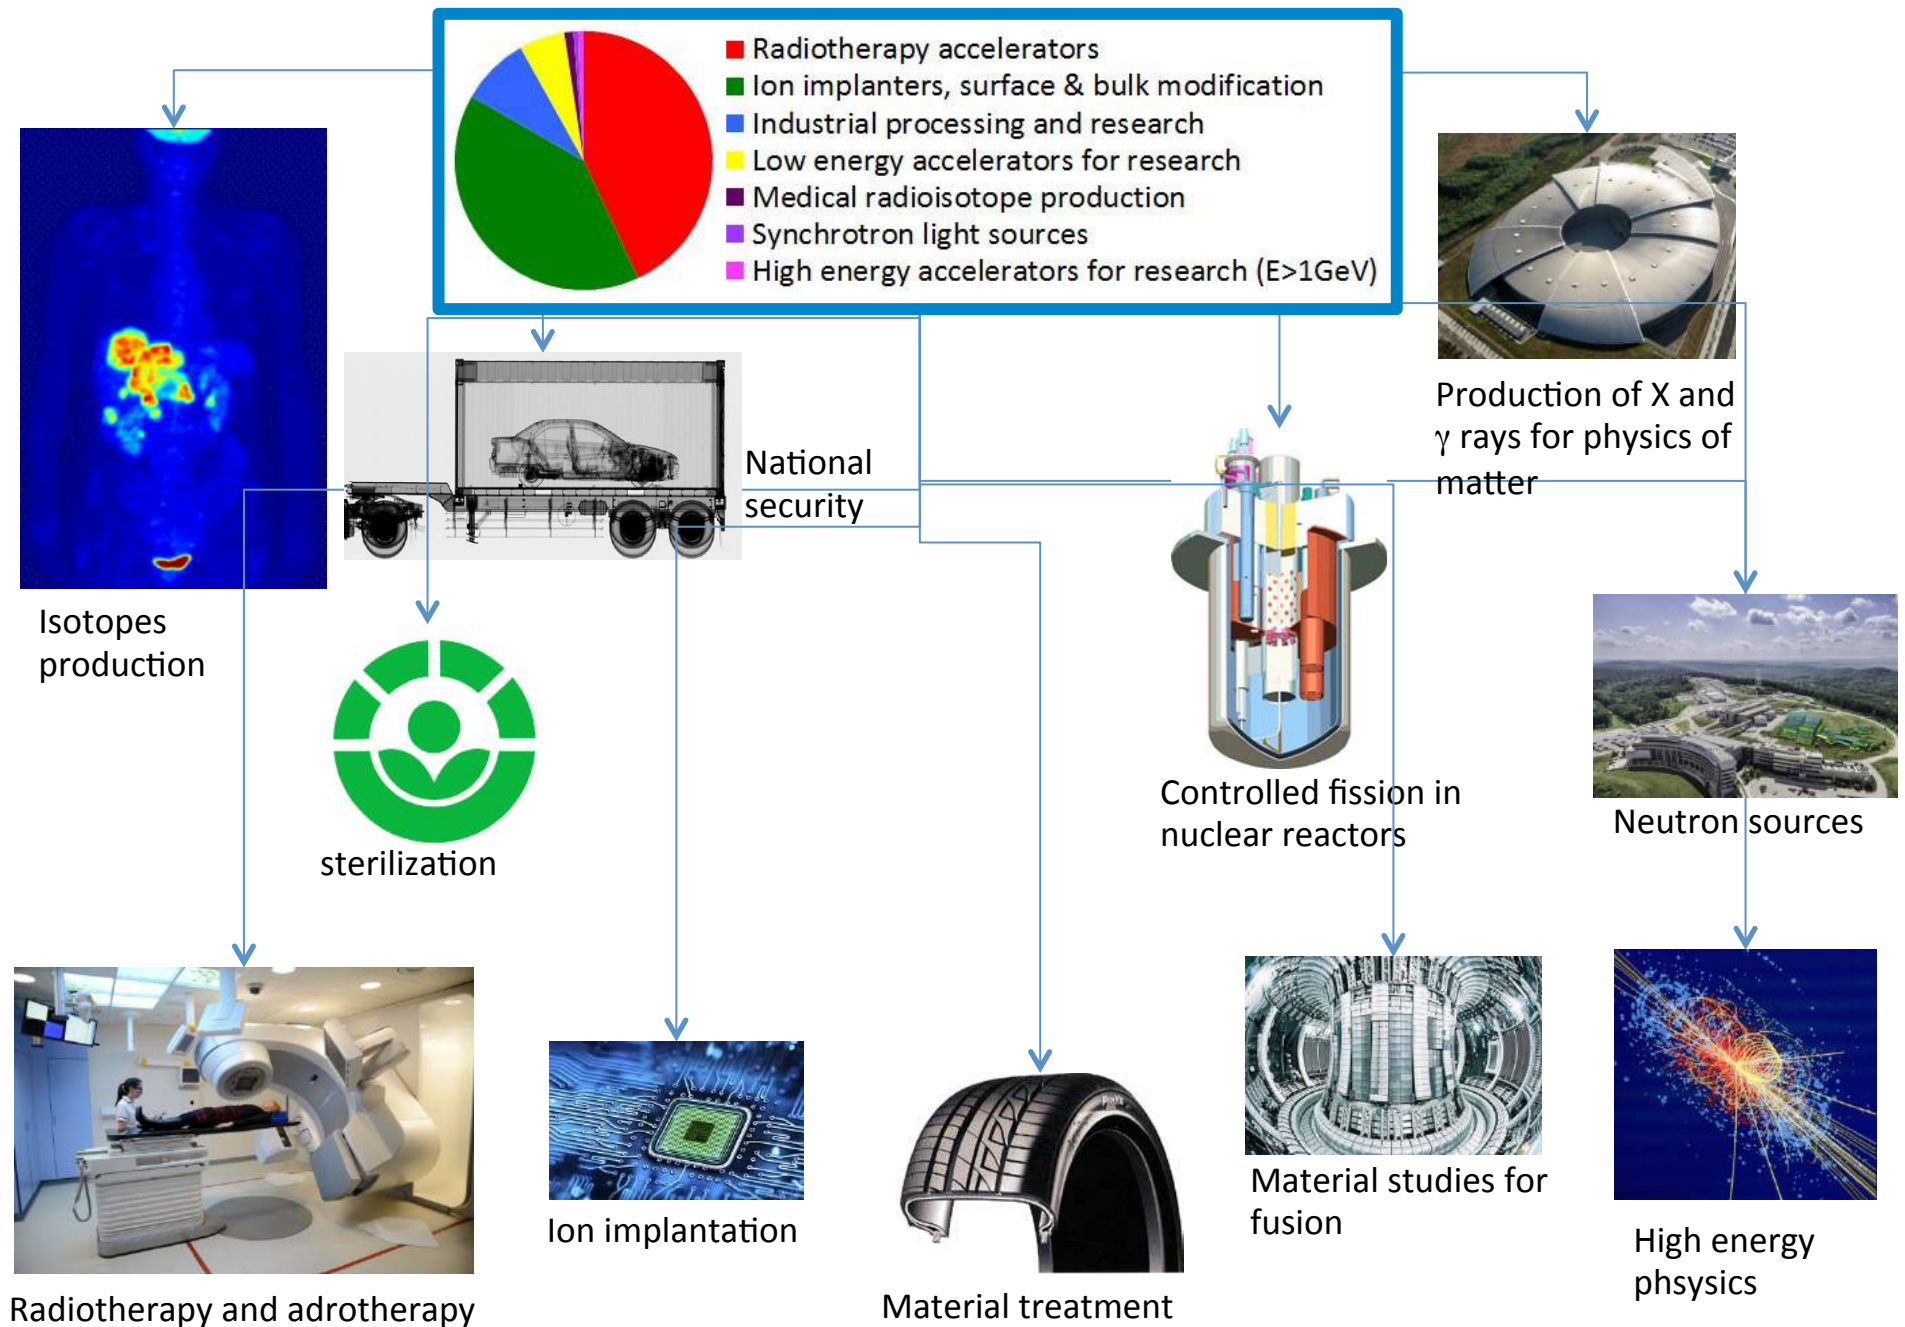 Radiotherapy accelerators
Ion implanters, surface & bulk modification
Industrial processing and research
Low energy accelerators for research
Medical radioisotope production
Synchrotron light sources
High energy accelerators for research (E>1GeV)
Production of X and
γ rays for physics of
matter
National
security
Isotopes
production
sterilization
Controlled fission in
nuclear reactors
Neutron sources
Radiotherapy and adrotherapy
Ion implantation
Material treatment
Material studies for
fusion
High energy
phsysics